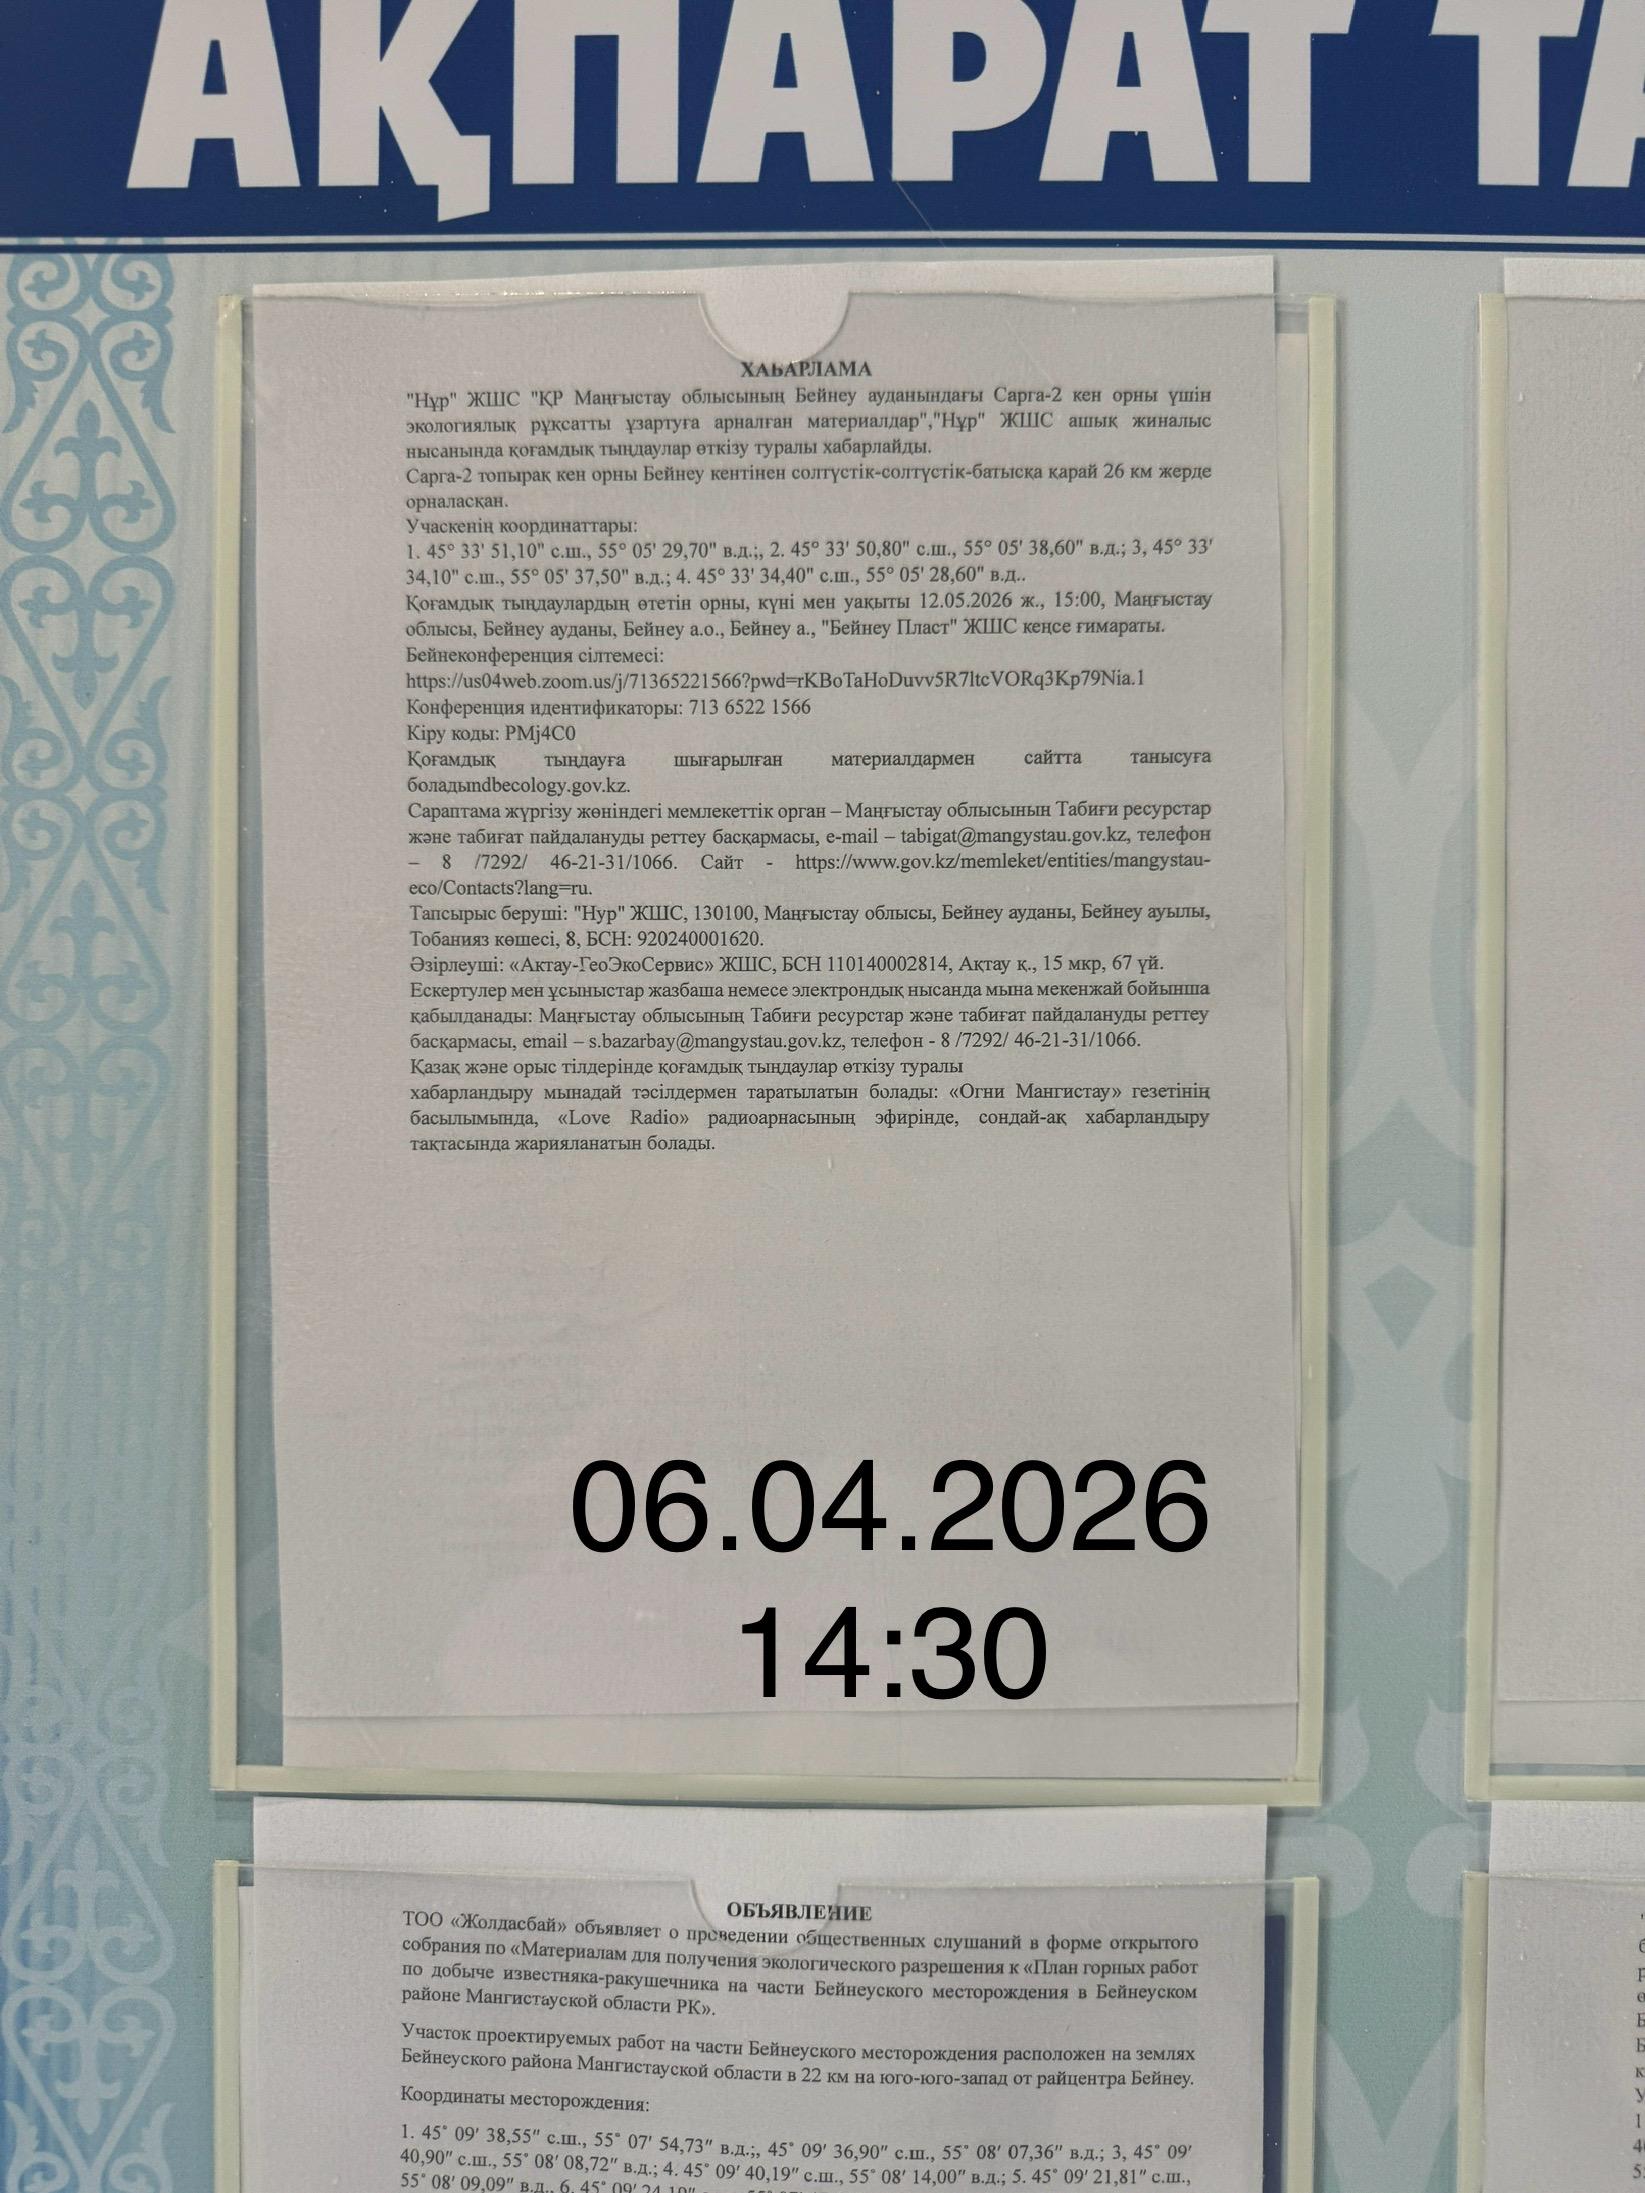 АҚПАРАТ ТА
ХАБАРЛАМА
"Нұр" ЖШС "ҚР Маңғыстау облысының Бейнеу ауданындағы Сарга-2 кен орны үшін
экологиялық рұқсатты ұзартуға арналған материалдар","Нұр" ЖШС ашық жиналыс
нысанында қоғамдық тыңдаулар өткізу туралы хабарлайды.
Сарга-2 топырақ кен орны Бейнеу кентінен солтүстік-солтүстік-батысқа қарай 26 км жерде
орналасқан.
Учаскенің координаттары:
1. 45° 33' 51,10" с.ш., 55° 05' 29,70" в.д.;, 2. 45° 33' 50,80" с.ш., 55° 05' 38,60" в.д.; 3, 45° 33'
34,10" с.ш., 55° 05' 37,50" в.д.; 4. 45° 33' 34,40" с.ш., 55° 05' 28,60" в.д..
Қоғамдық тыңдаулардың өтетін орны, күні мен уақыты 12.05.2026 ж., 15:00, Маңғыстау
облысы, Бейнеу ауданы, Бейнеу а.о., Бейнеу а., "Бейнеу Пласт" ЖШС кеңсе ғимараты.
Бейнеконференция сілтемесі:
https://us04web.zoom.us/j/71365221566?pwd=rKBoTaHoDuvv5R7ltcVORq3Kp79Nia.1
Конференция идентификаторы: 713 6522 1566
Кіру коды: PMj4C0
Қоғамдық тыңдауға шығарылған материалдармен сайтта танысуға
боладыndbecology.gov.kz.
Сараптама жүргізу жөніндегі мемлекеттік орган – Маңғыстау облысының Табиғи ресурстар
және табиғат пайдалануды реттеу басқармасы, e-mail – tabigat@mangystau.gov.kz, телефон
– 8 /7292/ 46-21-31/1066. Сайт - https://www.gov.kz/memleket/entities/mangystau-
eco/Contacts?lang=ru.
Тапсырыс беруші: "Нур" ЖШС, 130100, Маңғыстау облысы, Бейнеу ауданы, Бейнеу ауылы,
Тобанияз көшесі, 8, БСН: 920240001620.
Әзірлеуші: «Актау-ГеоЭкоСервис» ЖШС, БСН 110140002814, Ақтау қ., 15 мкр, 67 үй.
Ескертулер мен ұсыныстар жазбаша немесе электрондық нысанда мына мекенжай бойынша
қабылданады: Маңғыстау облысының Табиғи ресурстар және табиғат пайдалануды реттеу
басқармасы, email – s.bazarbay@mangystau.gov.kz, телефон - 8 /7292/ 46-21-31/1066.
Қазақ және орыс тілдерінде қоғамдық тыңдаулар өткізу туралы
хабарландыру мынадай тәсілдермен таратылатын болады: «Огни Мангистау» гезетінің
басылымында, «Love Radio» радиоарнасының эфирінде, сондай-ақ хабарландыру
тақтасында жарияланатын болады.
06.04.2026
14:30
ОБЪЯВЛЕНИЕ
ТОО «Жолдасбай» объявляет о проведении общественных слушаний в форме открытого
собрания по «Материалам для получения экологического разрешения к «План горных работ
по добыче известняка-ракушечника на части Бейнеуского месторождения в Бейнеуском
районе Мангистауской области РК».
Участок проектируемых работ на части Бейнеуского месторождения расположен на землях
Бейнеуского района Мангистауской области в 22 км на юго-юго-запад от райцентра Бейнеу.
Координаты месторождения:
1. 45˚ 09′ 38,55″ с.ш., 55˚ 07′ 54,73″ в.д.;, 45˚ 09′ 36,90″ с.ш., 55˚ 08′ 07,36″ в.д.; 3, 45˚ 09′
40,90″ с.ш., 55˚ 08′ 08,72″ в.д.; 4. 45˚ 09′ 40,19″ с.ш., 55˚ 08′ 14,00″ в.д.; 5. 45˚ 09′ 21,81″ с.ш.,
55˚ 08′ 09,09″ в.д., 6. 45˚ 09′ 24,19″